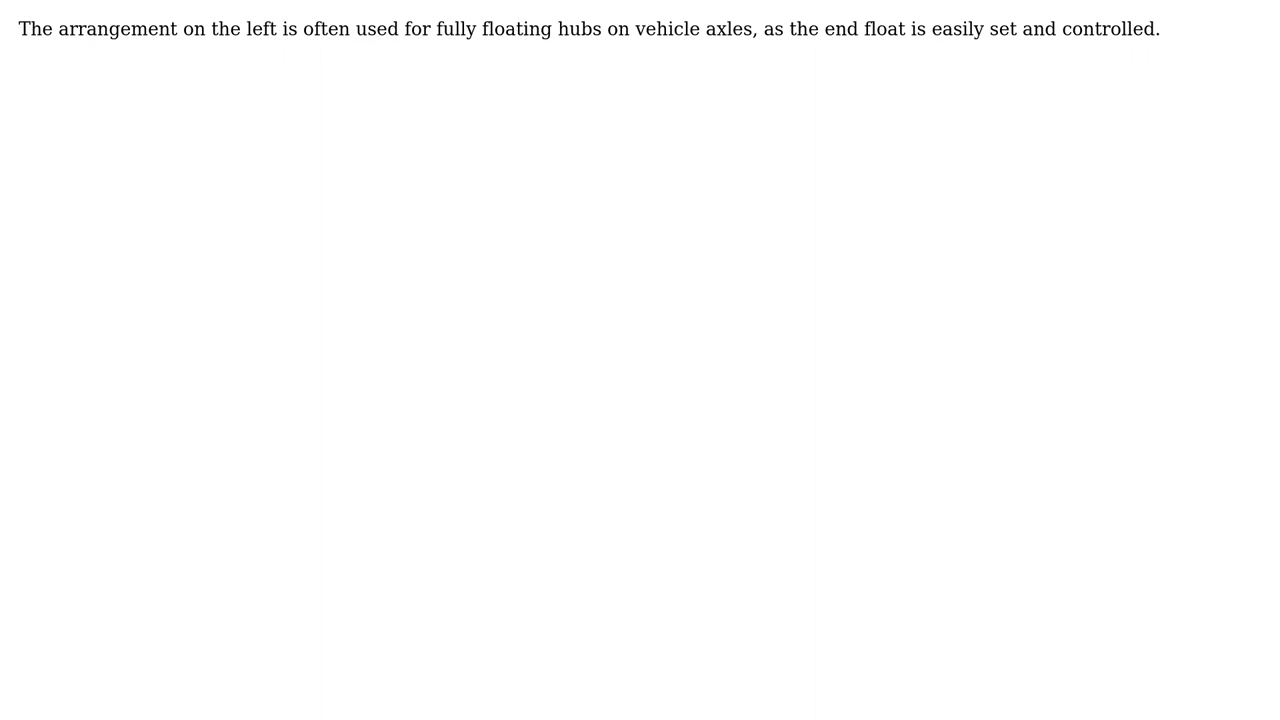 The arrangement on the left is often used for fully floating hubs on vehicle axles, as the end float is easily set and controlled.